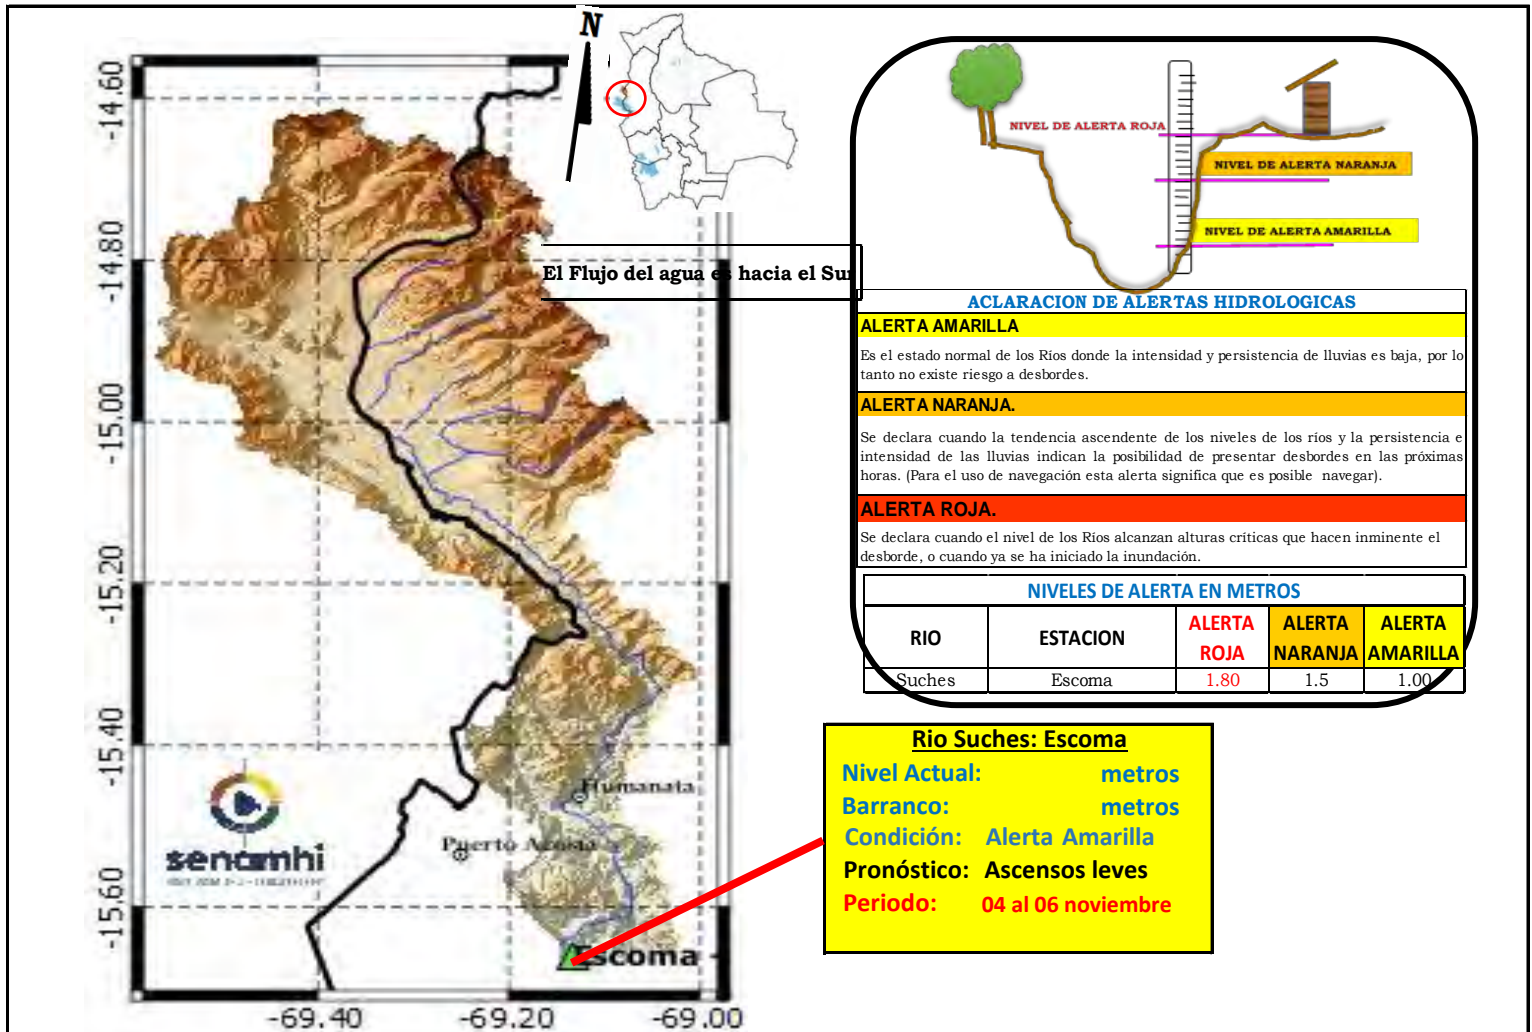 N
-14.60
-14.80
-15.00
-15.20
-15.40
-15.60
-69.40
-69.20
-69.00
El Flujo del agua es hacia el Sur
Humanata
Puerto Acosta
Escoma
senamhi
NIVEL DE ALERTA ROJA
NIVEL DE ALERTA NARANJA
NIVEL DE ALERTA AMARILLA
ACLARACION DE ALERTAS HIDROLOGICAS
ALERTA AMARILLA
Es el estado normal de los Ríos donde la intensidad y persistencia de lluvias es baja, por lo
tanto no existe riesgo a desbordes.
ALERTA NARANJA.
Se declara cuando la tendencia ascendente de los niveles de los ríos y la persistencia e
intensidad de las lluvias indican la posibilidad de presentar desbordes en las próximas
horas. (Para el uso de navegación esta alerta significa que es posible navegar).
ALERTA ROJA.
Se declara cuando el nivel de los Ríos alcanzan alturas críticas que hacen inminente el
desborde, o cuando ya se ha iniciado la inundación.
NIVELES DE ALERTA EN METROS
RIO ESTACION ALERTA ROJA ALERTA NARANJA ALERTA AMARILLA
Suches Escoma 1.80 1.5 1.00
Rio Suches: Escoma
Nivel Actual: metros
Barranco: metros
Condición: Alerta Amarilla
Pronóstico: Ascensos leves
Periodo: 04 al 06 noviembre